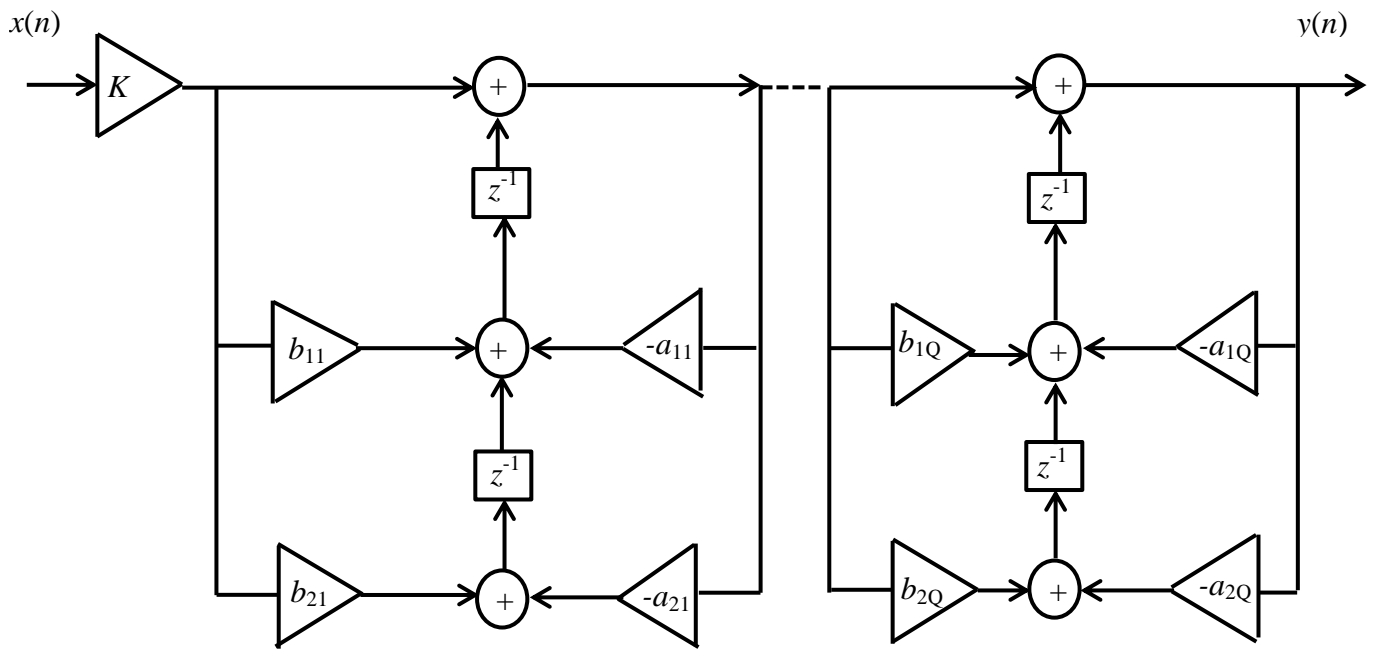 x(n) y(n)
K + +
z⁻¹ z⁻¹
b₁₁ + -a₁₁ b₁Q + -a₁Q
z⁻¹ z⁻¹
b₂₁ + -a₂₁ b₂Q + -a₂Q